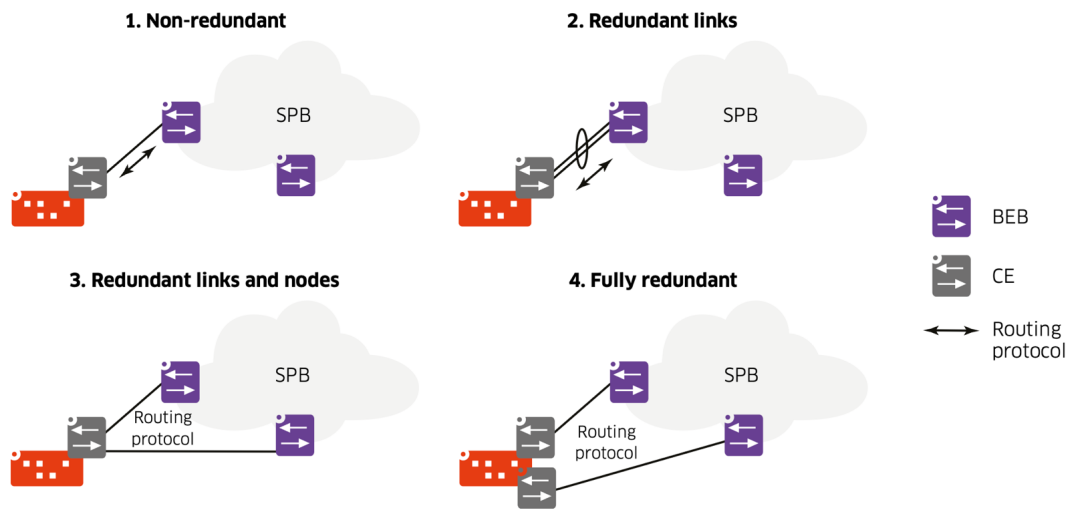 1. Non-redundant
SPB
2. Redundant links
SPB
3. Redundant links and nodes
SPB
Routing
protocol
4. Fully redundant
SPB
Routing
protocol
BEB
CE
Routing
protocol